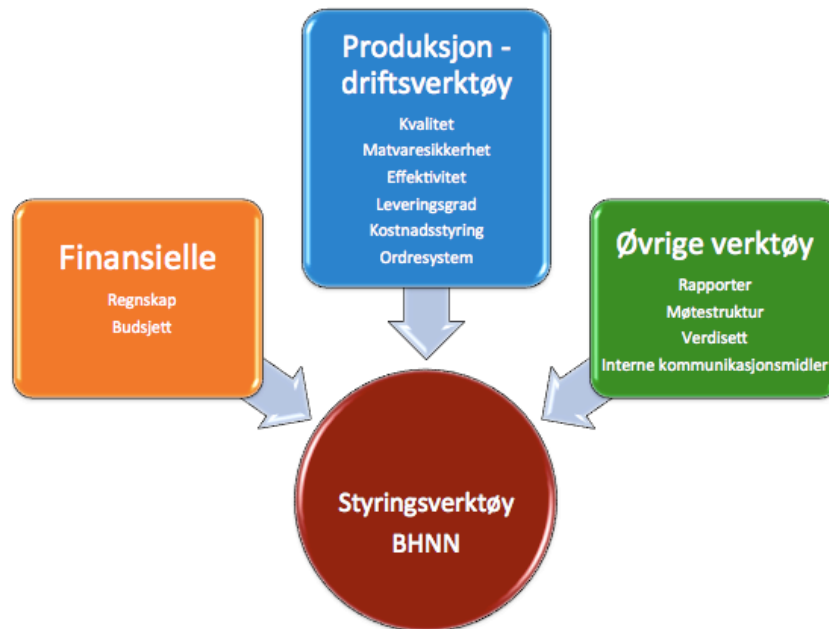 Produksjon -
driftsverktøy
Kvalitet
Matvaresikkerhet
Effektivitet
Leveringsgrad
Kostnadsstyring
Ordresystem
Finansielle
Regnskap
Budsjett
Øvrige verktøy
Rapporter
Møtestruktur
Verdisett
Interne kommunikasjonsmidler
Styringsverktøy
BHNN